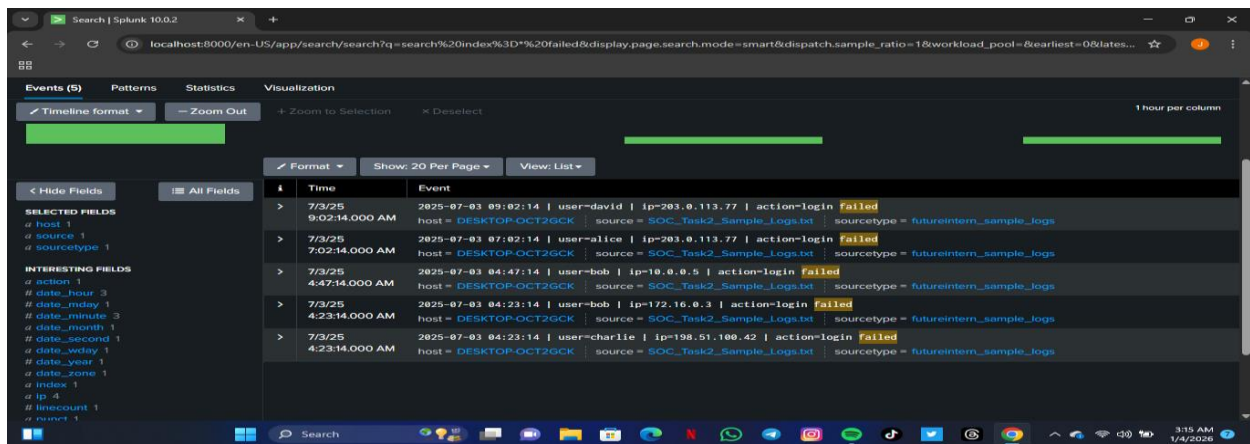 Search | Splunk 10.0.2
localhost:8000/en-US/app/search/search?q=search%20index%3D*%20failed&display.page.search.mode=smart&dispatch.sample_ratio=1&workload_pool=&earliest=0&lates...
J
Events (5) Patterns Statistics Visualization
Timeline format — Zoom Out + Zoom to Selection × Deselect 1 hour per column
Format Show: 20 Per Page View: List
< Hide Fields All Fields i Time Event
SELECTED FIELDS
a host 1
a source 1
a sourcetype 1
INTERESTING FIELDS
a action 1
# date_hour 3
# date_mday 1
# date_minute 3
a date_month 1
# date_second 1
a date_wday 1
# date_year 1
a date_zone 1
a index 1
a ip 4
# linecount 1
a punct 1
> 7/3/25 2025-07-03 09:02:14 | user=david | ip=203.0.113.77 | action=login failed
9:02:14.000 AM host = DESKTOP-OCT2GCK source = SOC_Task2_Sample_Logs.txt sourcetype = futureintern_sample_logs
> 7/3/25 2025-07-03 07:02:14 | user=alice | ip=203.0.113.77 | action=login failed
7:02:14.000 AM host = DESKTOP-OCT2GCK source = SOC_Task2_Sample_Logs.txt sourcetype = futureintern_sample_logs
> 7/3/25 2025-07-03 04:47:14 | user=bob | ip=10.0.0.5 | action=login failed
4:47:14.000 AM host = DESKTOP-OCT2GCK source = SOC_Task2_Sample_Logs.txt sourcetype = futureintern_sample_logs
> 7/3/25 2025-07-03 04:23:14 | user=bob | ip=172.16.0.3 | action=login failed
4:23:14.000 AM host = DESKTOP-OCT2GCK source = SOC_Task2_Sample_Logs.txt sourcetype = futureintern_sample_logs
> 7/3/25 2025-07-03 04:23:14 | user=charlie | ip=198.51.100.42 | action=login failed
4:23:14.000 AM host = DESKTOP-OCT2GCK source = SOC_Task2_Sample_Logs.txt sourcetype = futureintern_sample_logs
Search 3:15 AM
1/4/2026